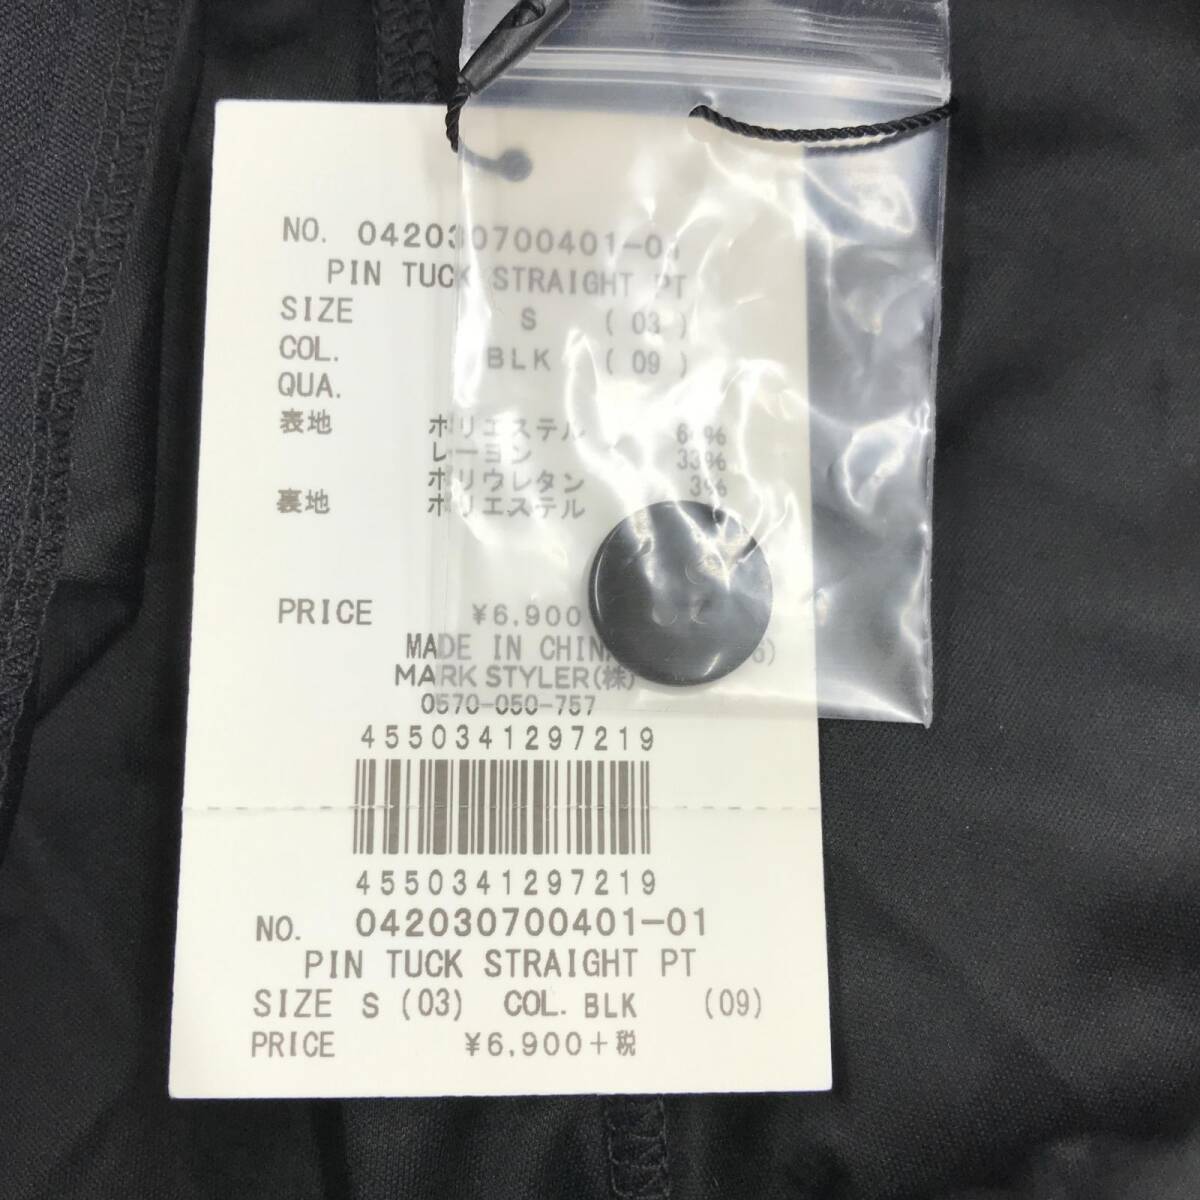 NO. 042030700401-01
PIN TUCK STRAIGHT PT
SIZE S (03)
COL. BLK (09)
QUA.
表地 ポリエステル 64%
レーヨン 33%
ポリウレタン 3%
裏地 ポリエステル
PRICE ¥6,900
MADE IN CHINA
MARK STYLER(株)
0570-050-757
4550341297219
4550341297219
NO. 042030700401-01
PIN TUCK STRAIGHT PT
SIZE S (03) COL. BLK (09)
PRICE ¥6,900+税